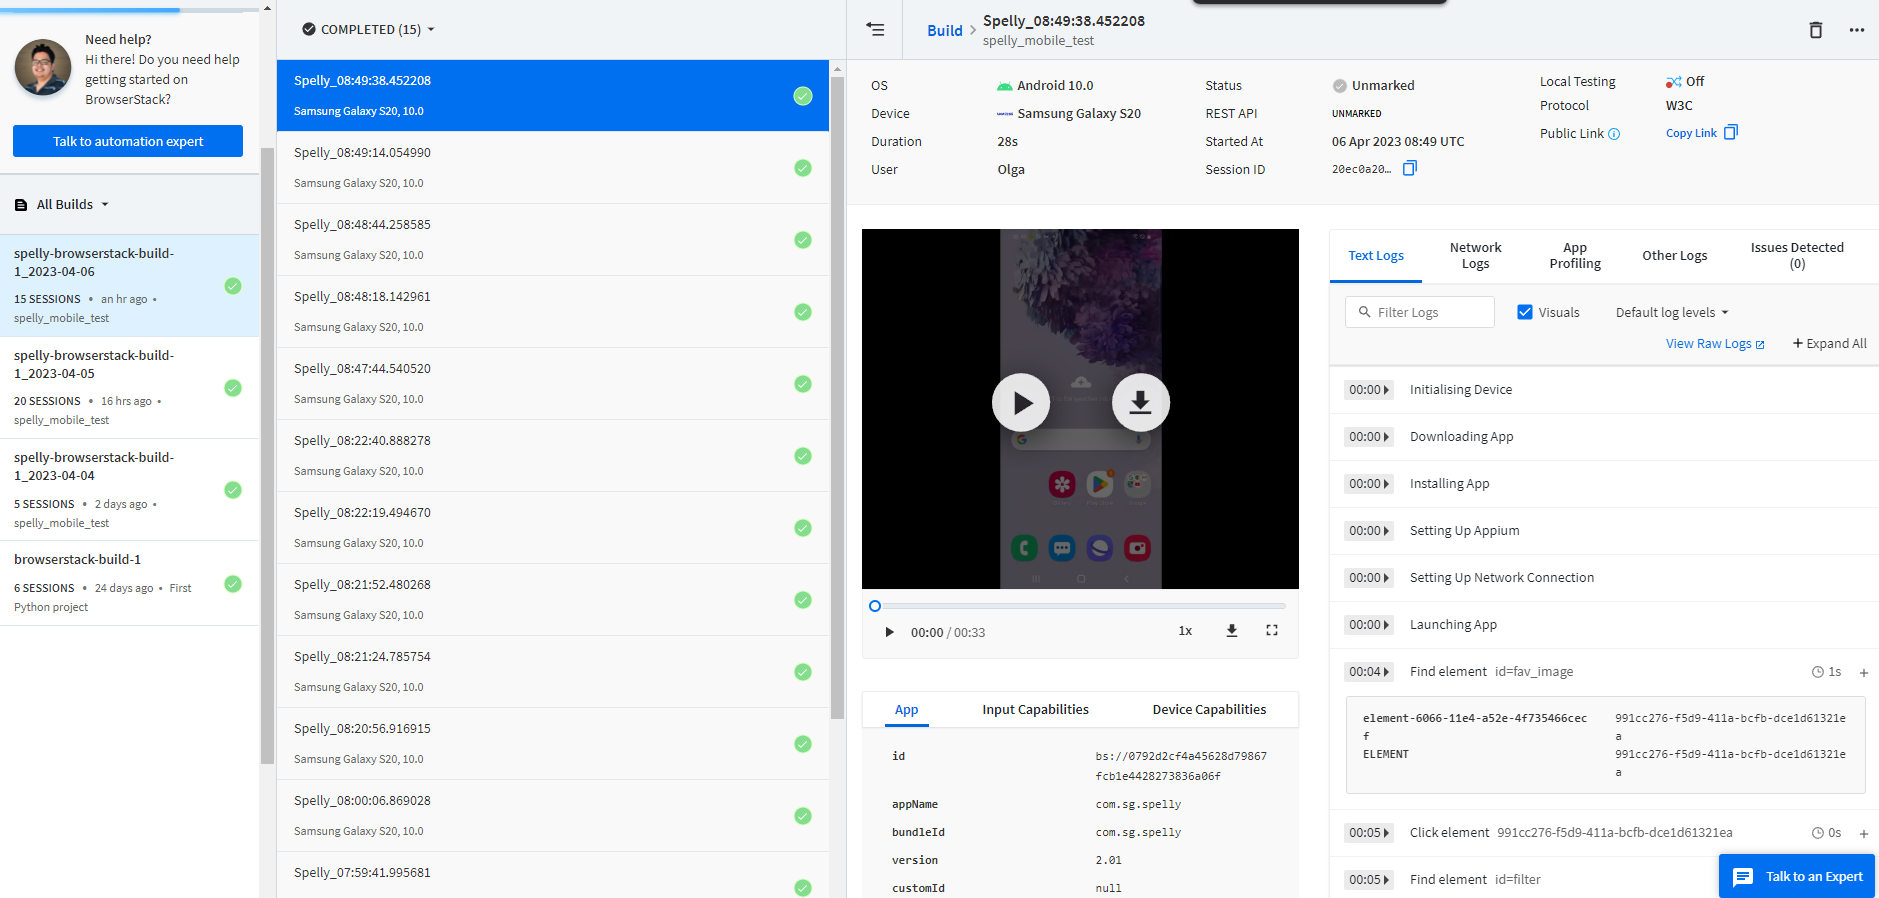 Need help?
Hi there! Do you need help
getting started on
BrowserStack?
Talk to automation expert
All Builds
spelly-browserstack-build-
1_2023-04-06
15 SESSIONS • an hr ago •
spelly_mobile_test
spelly-browserstack-build-
1_2023-04-05
20 SESSIONS • 16 hrs ago •
spelly_mobile_test
spelly-browserstack-build-
1_2023-04-04
5 SESSIONS • 2 days ago •
spelly_mobile_test
browserstack-build-1
6 SESSIONS • 24 days ago • First
Python project
COMPLETED (15)
Spelly_08:49:38.452208
Samsung Galaxy S20, 10.0
Spelly_08:49:14.054990
Samsung Galaxy S20, 10.0
Spelly_08:48:44.258585
Samsung Galaxy S20, 10.0
Spelly_08:48:18.142961
Samsung Galaxy S20, 10.0
Spelly_08:47:44.540520
Samsung Galaxy S20, 10.0
Spelly_08:22:40.888278
Samsung Galaxy S20, 10.0
Spelly_08:22:19.494670
Samsung Galaxy S20, 10.0
Spelly_08:21:52.480268
Samsung Galaxy S20, 10.0
Spelly_08:21:24.785754
Samsung Galaxy S20, 10.0
Spelly_08:20:56.916915
Samsung Galaxy S20, 10.0
Spelly_08:00:06.869028
Samsung Galaxy S20, 10.0
Spelly_07:59:41.995681
Build > Spelly_08:49:38.452208
spelly_mobile_test
OS Android 10.0
Device Samsung Galaxy S20
Duration 28s
User Olga
Status Unmarked
REST API UNMARKED
Started At 06 Apr 2023 08:49 UTC
Session ID 20ec0a20…
Local Testing Off
Protocol W3C
Public Link Copy Link
00:00 / 00:33
1x
App Input Capabilities Device Capabilities
id bs://0792d2cf4a45628d79867
fcb1e4428273836a06f
appName com.sg.spelly
bundleId com.sg.spelly
version 2.01
customId null
Text Logs
Network
Logs
App
Profiling
Other Logs
Issues Detected
(0)
Filter Logs
Visuals
Default log levels
View Raw Logs
+ Expand All
00:00 Initialising Device
00:00 Downloading App
00:00 Installing App
00:00 Setting Up Appium
00:00 Setting Up Network Connection
00:00 Launching App
00:04 Find element id=fav_image 1s +
element-6066-11e4-a52e-4f735466cec 991cc276-f5d9-411a-bcfb-dce1d61321e
f a
ELEMENT 991cc276-f5d9-411a-bcfb-dce1d61321e
a
00:05 Click element 991cc276-f5d9-411a-bcfb-dce1d61321ea 0s +
00:05 Find element id=filter
Talk to an Expert